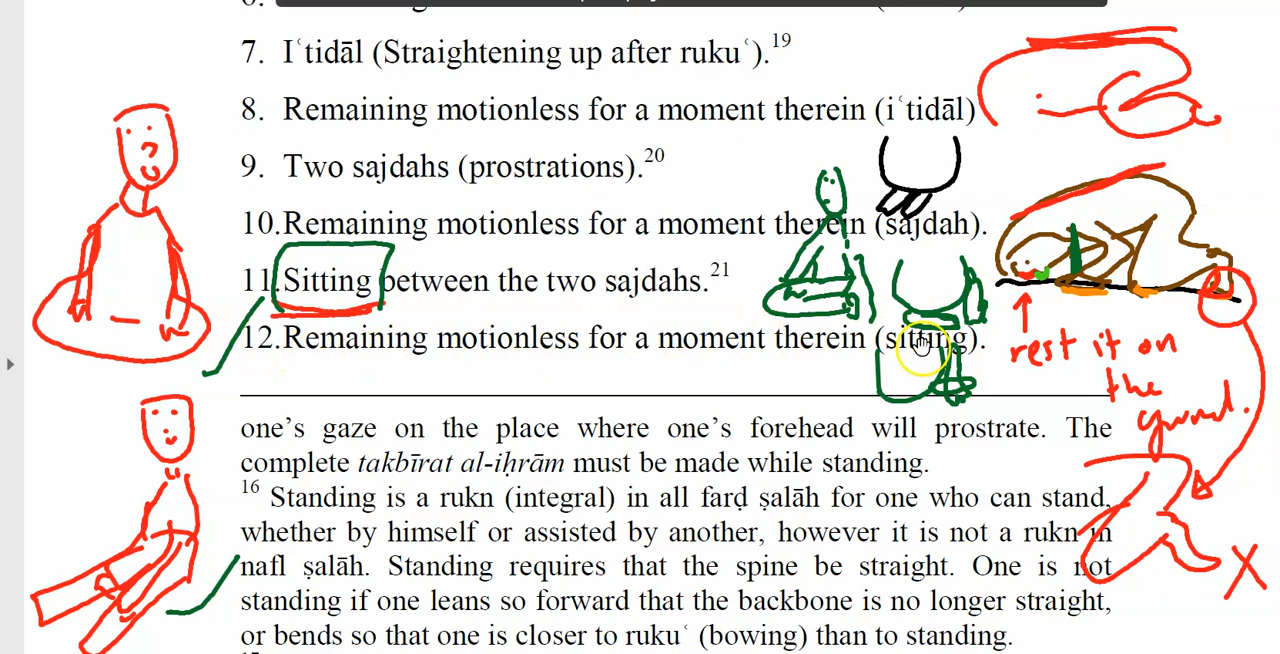 7. Iʿtidāl (Straightening up after rukuʿ).19
8. Remaining motionless for a moment therein (iʿtidāl)
9. Two sajdahs (prostrations).20
10.Remaining motionless for a moment therein (sajdah).
11.Sitting between the two sajdahs.21
12.Remaining motionless for a moment therein (sitting).
rest it on
the
ground.
one’s gaze on the place where one’s forehead will prostrate. The
complete takbīrat al-iḥrām must be made while standing.
16 Standing is a rukn (integral) in all farḍ ṣalāh for one who can stand,
whether by himself or assisted by another, however it is not a rukn in
nafl ṣalāh. Standing requires that the spine be straight. One is not
standing if one leans so forward that the backbone is no longer straight,
or bends so that one is closer to rukuʿ (bowing) than to standing.